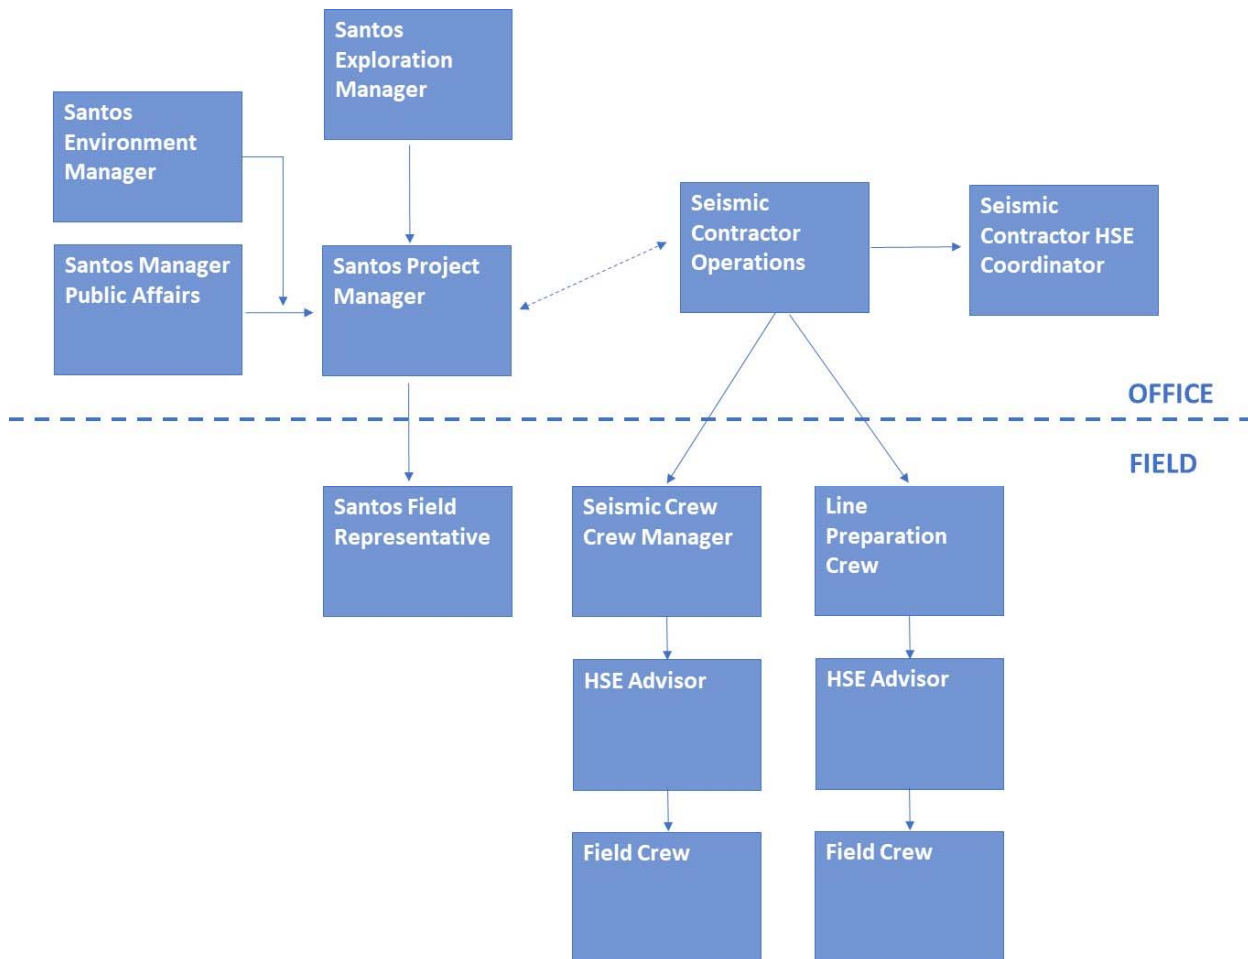 Santos
Exploration
Manager
Santos
Environment
Manager
Seismic
Contractor
Operations
Seismic
Contractor HSE
Coordinator
Santos Manager
Public Affairs
Santos Project
Manager
OFFICE
FIELD
Santos Field
Representative
Seismic Crew
Crew Manager
Line
Preparation
Crew
HSE Advisor
HSE Advisor
Field Crew
Field Crew